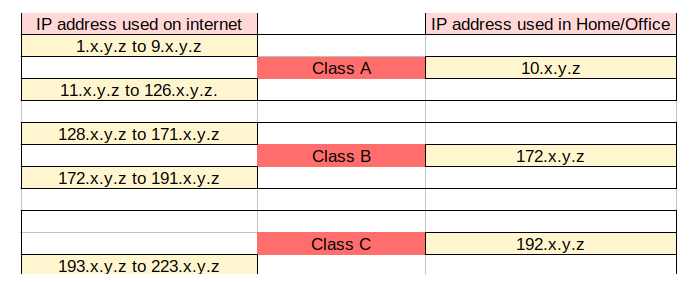 IP address used on internet IP address used in Home/Office
1.x.y.z to 9.x.y.z
Class A 10.x.y.z
11.x.y.z to 126.x.y.z.
128.x.y.z to 171.x.y.z
Class B 172.x.y.z
172.x.y.z to 191.x.y.z
Class C 192.x.y.z
193.x.y.z to 223.x.y.z